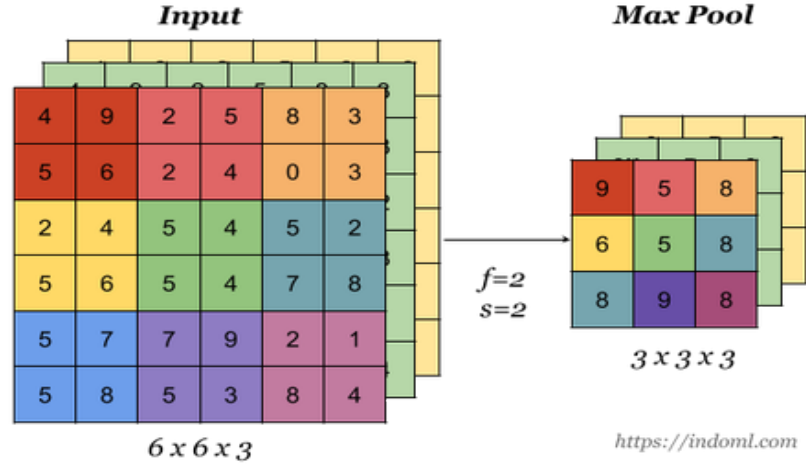 Input
Max Pool
4 9 2 5 8 3
5 6 2 4 0 3
2 4 5 4 5 2
5 6 5 4 7 8
5 7 7 9 2 1
5 8 5 3 8 4
6 x 6 x 3
f=2
s=2
9 5 8
6 5 8
8 9 8
3 x 3 x 3
https://indoml.com